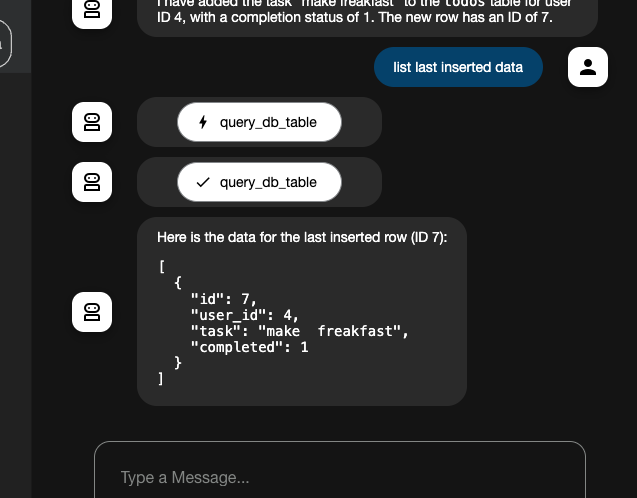 I have added the task "make freakfast" to the todos table for user
ID 4, with a completion status of 1. The new row has an ID of 7.
list last inserted data
query_db_table
query_db_table
Here is the data for the last inserted row (ID 7):
[
  {
    "id": 7,
    "user_id": 4,
    "task": "make  freakfast",
    "completed": 1
  }
]
Type a Message...